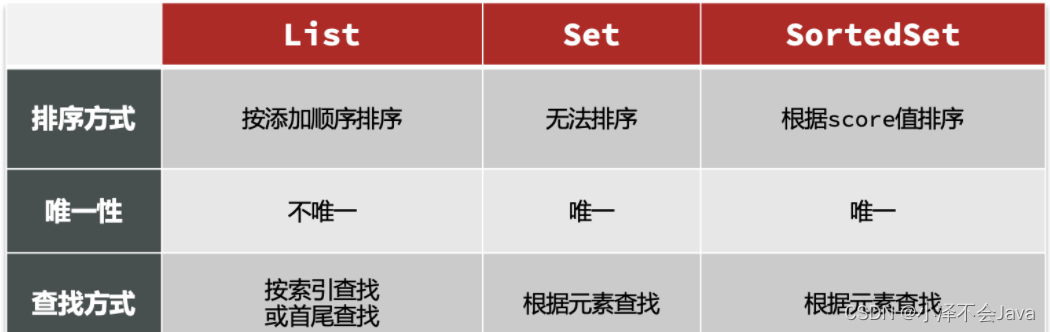 List Set SortedSet
排序方式 按添加顺序排序 无法排序 根据score值排序
唯一性 不唯一 唯一 唯一
查找方式 按索引查找
或首尾查找 根据元素查找 根据元素查找
CSDN @小泽不会Java